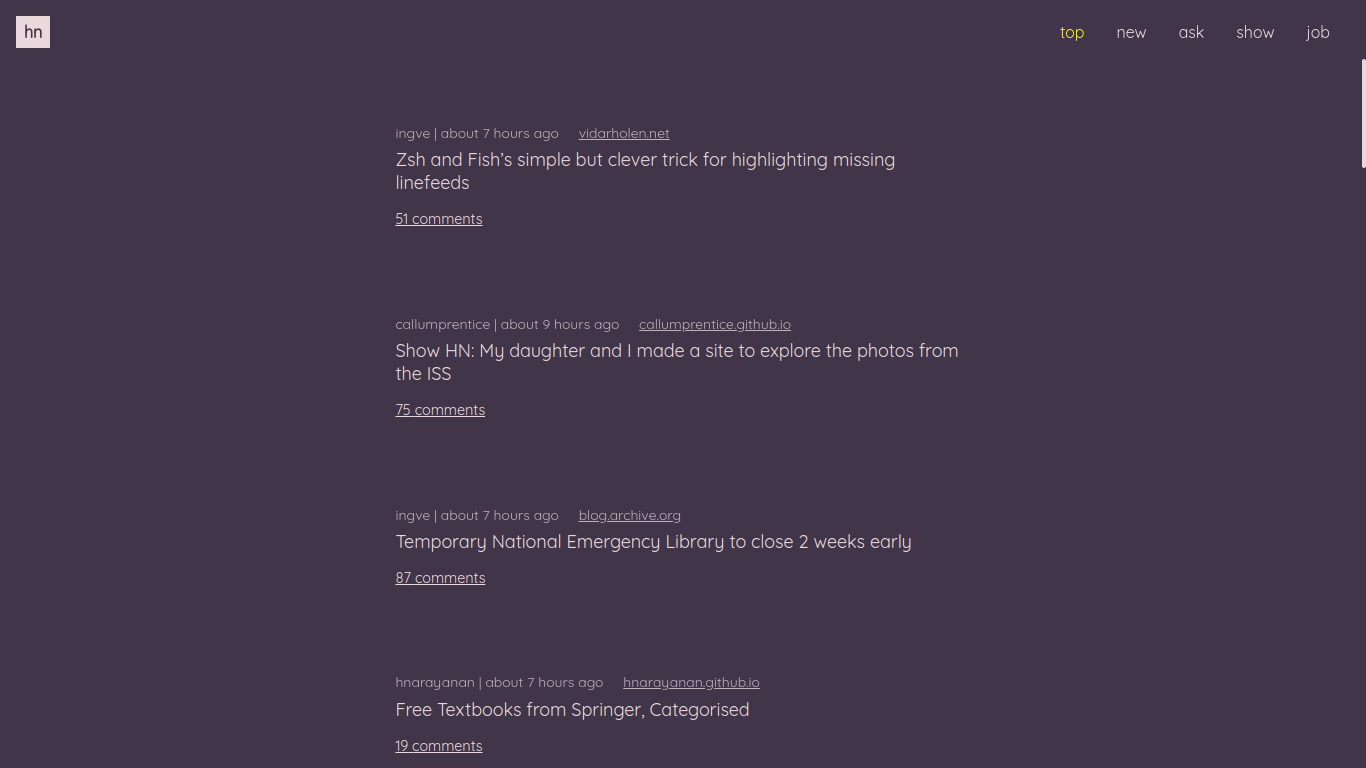 hn
top new ask show job
ingve | about 7 hours ago vidarholen.net
Zsh and Fish’s simple but clever trick for highlighting missing
linefeeds
51 comments
callumprentice | about 9 hours ago callumprentice.github.io
Show HN: My daughter and I made a site to explore the photos from
the ISS
75 comments
ingve | about 7 hours ago blog.archive.org
Temporary National Emergency Library to close 2 weeks early
87 comments
hnarayanan | about 7 hours ago hnarayanan.github.io
Free Textbooks from Springer, Categorised
19 comments